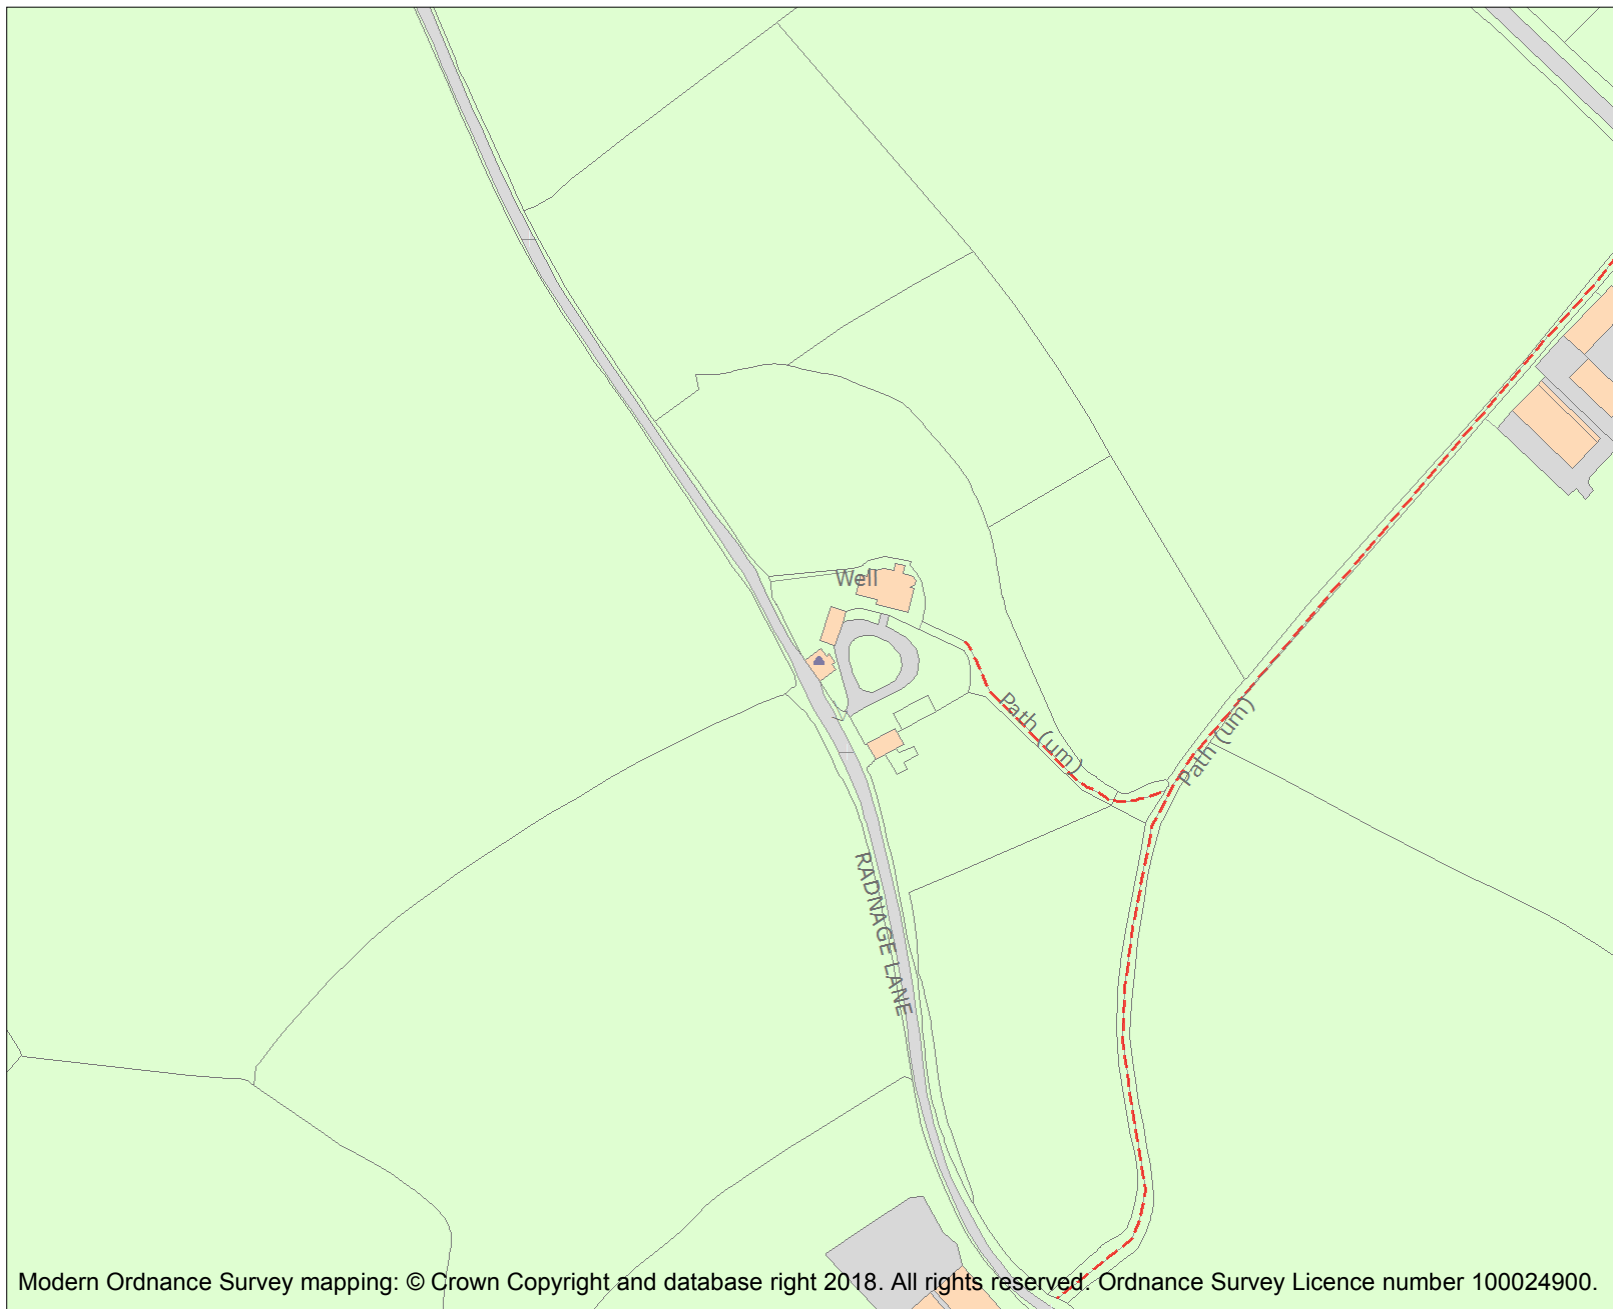 Well
Path (um)
Path (um)
RADNAGE LANE
Modern Ordnance Survey mapping: © Crown Copyright and database right 2018. All rights reserved. Ordnance Survey Licence number 100024900.